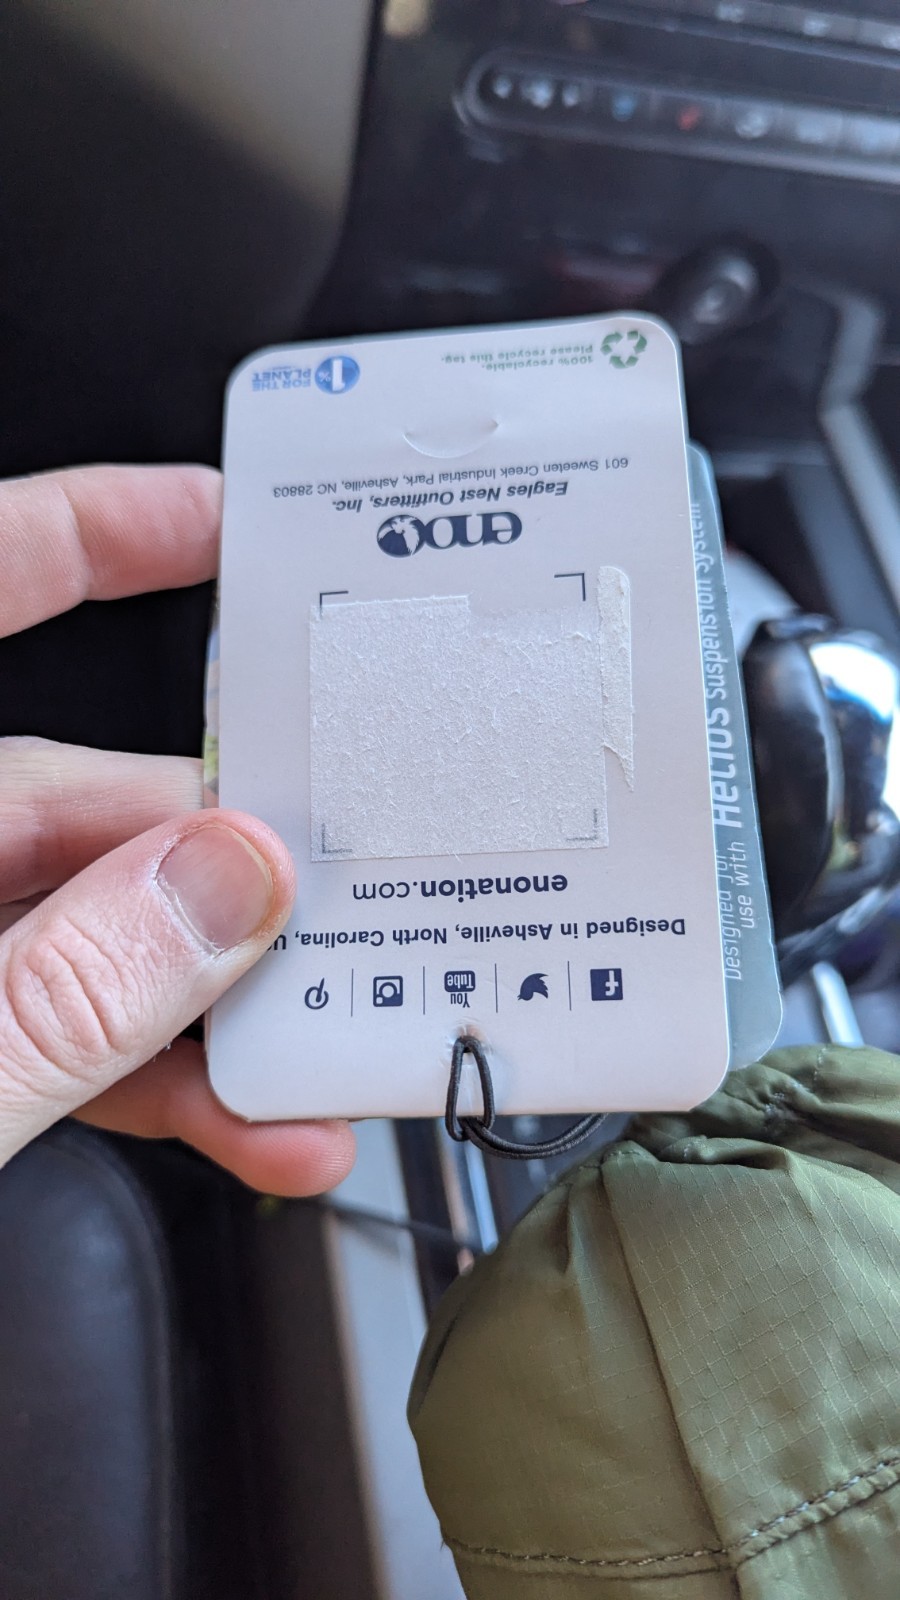 You
Tube
Designed in Asheville, North Carolina, U
enonation.com
eno
Eagles Nest Outfitters, Inc.
601 Sweeten Creek Industrial Park, Asheville, NC 28803
100% recyclable.
Please recycle this tag.
1%
FOR THE
PLANET
Designed for
use with HeLIOS suspension system